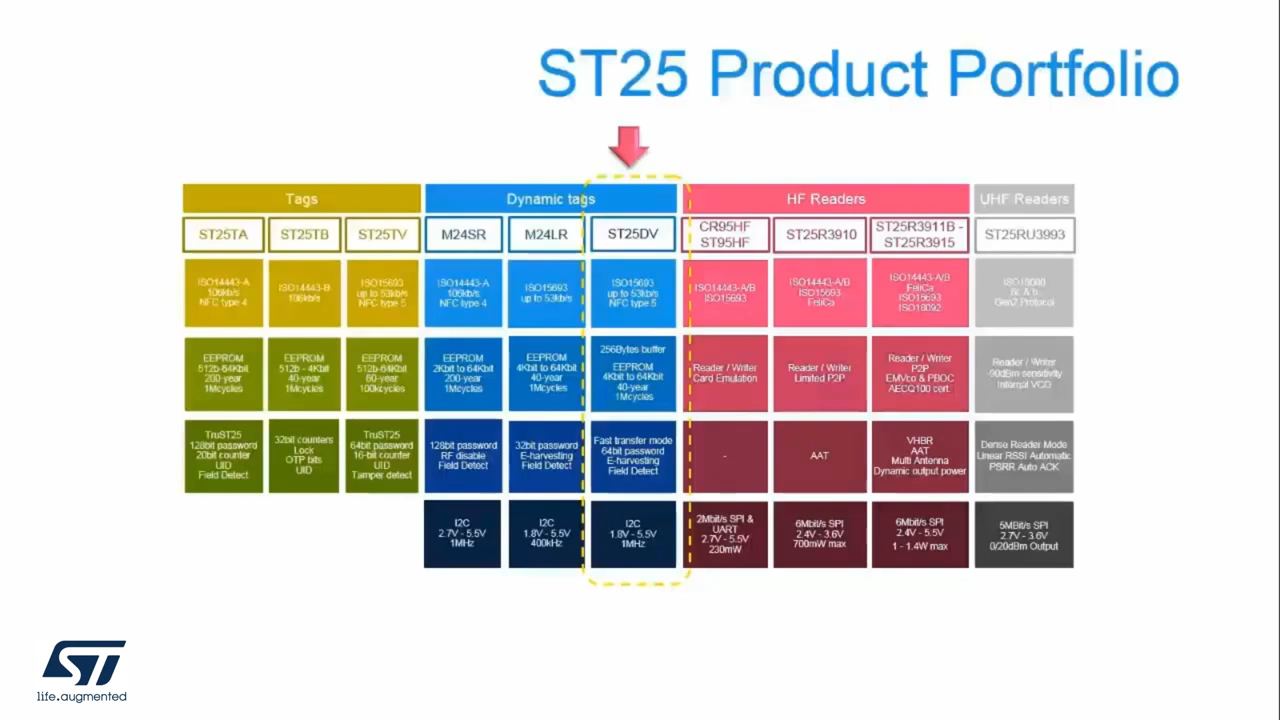 ST25 Product Portfolio
Tags
Dynamic tags
HF Readers
UHF Readers
ST25TA
ST25TB
ST25TV
M24SR
M24LR
ST25DV
CR95HF
ST95HF
ST25R3910
ST25R3911B -
ST25R3915
ST25RU3993
ISO14443-A
106kb/s
NFC type 4
ISO14443-B
106kb/s
ISO15693
up to 53kb/s
NFC type 5
ISO14443-A
106kb/s
NFC type 4
ISO15693
up to 53kb/s
ISO15693
up to 53kb/s
NFC type 5
ISO14443-A/B
ISO15693
ISO14443-A/B
ISO15693
FeliCa
ISO14443-A/B
FeliCa
ISO15693
ISO18092
Gen2 Protocol
EEPROM
512b-64Kbit
200-year
1Mcycles
EEPROM
512b - 4Kbit
40-year
1Mcycles
EEPROM
512b-64Kbit
60-year
100kcycles
EEPROM
2Kbit to 64Kbit
200-year
1Mcycles
EEPROM
4Kbit to 64Kbit
40-year
1Mcycles
256Bytes buffer
EEPROM
4Kbit to 64Kbit
40-year
1Mcycles
Reader / Writer
Card Emulation
Reader / Writer
Limited P2P
Reader / Writer
P2P
EMVco & PBOC
AECQ100 cert.
Reader / Writer
-90dBm sensitivity
Internal VCO
TruST25
128bit password
20bit counter
UID
Field Detect
32bit counters
Lock
OTP bits
UID
TruST25
64bit password
16-bit counter
UID
Tamper detect
128bit password
RF disable
Field Detect
32bit password
E-harvesting
Field Detect
Fast transfer mode
64bit password
E-harvesting
Field Detect
-
AAT
VHBR
AAT
Multi Antenna
Dynamic output power
Dense Reader Mode
Linear RSSI Automatic
PSRR Auto ACK
I2C
2.7V - 5.5V
1MHz
I2C
1.8V - 5.5V
400kHz
I2C
1.8V - 5.5V
1MHz
2Mbit/s SPI &
UART
2.7V - 5.5V
230mW
6Mbit/s SPI
2.4V - 3.6V
700mW max
6Mbit/s SPI
2.4V - 5.5V
1 - 1.4W max
5MBit/s SPI
2.7V - 3.6V
0/20dBm Output
ST
life.augmented